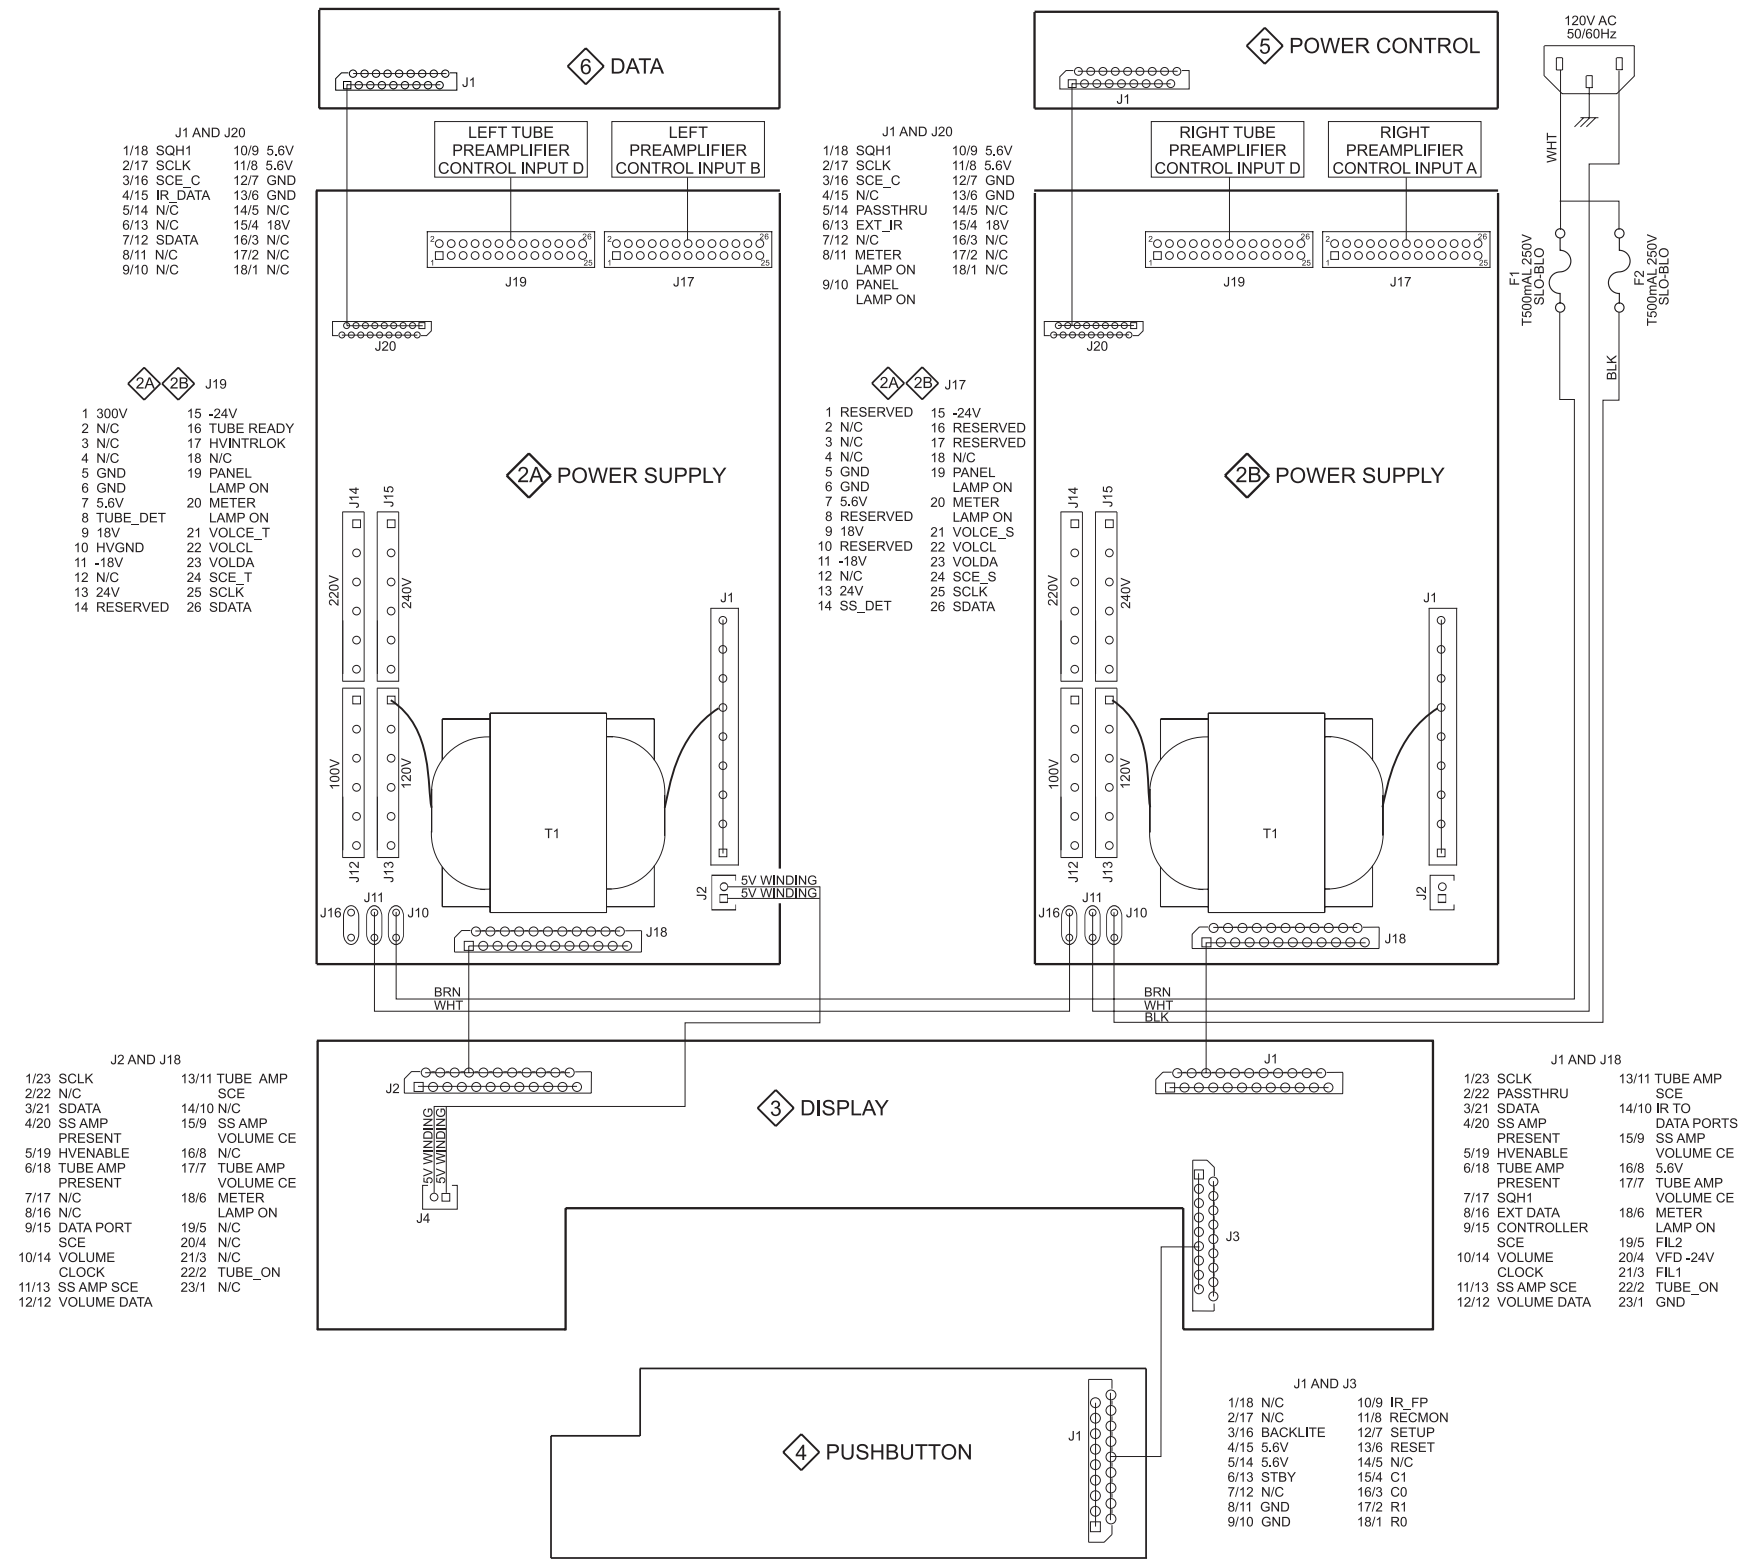 6 DATA
J1
5 POWER CONTROL
J1
120V AC
50/60Hz
WHT
F1
T500mAL 250V
SLO-BLO
F2
T500mAL 250V
SLO-BLO
BLK
J1 AND J20
1/18 SQH1 10/9 5.6V
2/17 SCLK 11/8 5.6V
3/16 SCE_C 12/7 GND
4/15 IR_DATA 13/6 GND
5/14 N/C 14/5 N/C
6/13 N/C 15/4 18V
7/12 SDATA 16/3 N/C
8/11 N/C 17/2 N/C
9/10 N/C 18/1 N/C
LEFT TUBE
PREAMPLIFIER
CONTROL INPUT D
LEFT
PREAMPLIFIER
CONTROL INPUT B
2 26
1 25
J19
2 26
1 25
J17
J20
J1 AND J20
1/18 SQH1 10/9 5.6V
2/17 SCLK 11/8 5.6V
3/16 SCE_C 12/7 GND
4/15 N/C 13/6 GND
5/14 PASSTHRU 14/5 N/C
6/13 EXT_IR 15/4 18V
7/12 N/C 16/3 N/C
8/11 METER 17/2 N/C
LAMP ON 18/1 N/C
9/10 PANEL
LAMP ON
RIGHT TUBE
PREAMPLIFIER
CONTROL INPUT D
RIGHT
PREAMPLIFIER
CONTROL INPUT A
2 26
1 25
J19
2 26
1 25
J17
J20
2A 2B J19
1 300V 15 -24V
2 N/C 16 TUBE READY
3 N/C 17 HVINTRLOK
4 N/C 18 N/C
5 GND 19 PANEL
6 GND LAMP ON
7 5.6V 20 METER
8 TUBE_DET LAMP ON
9 18V 21 VOLCE_T
10 HVGND 22 VOLCL
11 -18V 23 VOLDA
12 N/C 24 SCE_T
13 24V 25 SCLK
14 RESERVED 26 SDATA
2A POWER SUPPLY
J14
J15
220V
240V
J1
100V
120V
T1
J12
J13
J2
5V WINDING
5V WINDING
J16
J11
J10
J18
2A 2B J17
1 RESERVED 15 -24V
2 N/C 16 RESERVED
3 N/C 17 RESERVED
4 N/C 18 N/C
5 GND 19 PANEL
6 GND LAMP ON
7 5.6V 20 METER
8 RESERVED LAMP ON
9 18V 21 VOLCE_S
10 RESERVED 22 VOLCL
11 -18V 23 VOLDA
12 N/C 24 SCE_S
13 24V 25 SCLK
14 SS_DET 26 SDATA
2B POWER SUPPLY
J14
J15
220V
240V
J1
100V
120V
T1
J12
J13
J2
J16
J11
J10
J18
BRN
WHT
BRN
WHT
BLK
J2 AND J18
1/23 SCLK 13/11 TUBE AMP
2/22 N/C SCE
3/21 SDATA 14/10 N/C
4/20 SS AMP 15/9 SS AMP
PRESENT VOLUME CE
5/19 HVENABLE 16/8 N/C
6/18 TUBE AMP 17/7 TUBE AMP
PRESENT VOLUME CE
7/17 N/C 18/6 METER
8/16 N/C LAMP ON
9/15 DATA PORT 19/5 N/C
SCE 20/4 N/C
10/14 VOLUME 21/3 N/C
CLOCK 22/2 TUBE_ON
11/13 SS AMP SCE 23/1 N/C
12/12 VOLUME DATA
J2
5V WINDING
5V WINDING
J4
3 DISPLAY
J1
J3
J1 AND J18
1/23 SCLK 13/11 TUBE AMP
2/22 PASSTHRU SCE
3/21 SDATA 14/10 IR TO
4/20 SS AMP DATA PORTS
PRESENT 15/9 SS AMP
5/19 HVENABLE VOLUME CE
6/18 TUBE AMP 16/8 5.6V
PRESENT 17/7 TUBE AMP
7/17 SQH1 VOLUME CE
8/16 EXT DATA 18/6 METER
9/15 CONTROLLER LAMP ON
SCE 19/5 FIL2
10/14 VOLUME 20/4 VFD -24V
CLOCK 21/3 FIL1
11/13 SS AMP SCE 22/2 TUBE_ON
12/12 VOLUME DATA 23/1 GND
4 PUSHBUTTON
J1
J1 AND J3
1/18 N/C 10/9 IR_FP
2/17 N/C 11/8 RECMON
3/16 BACKLITE 12/7 SETUP
4/15 5.6V 13/6 RESET
5/14 5.6V 14/5 N/C
6/13 STBY 15/4 C1
7/12 N/C 16/3 C0
8/11 GND 17/2 R1
9/10 GND 18/1 R0